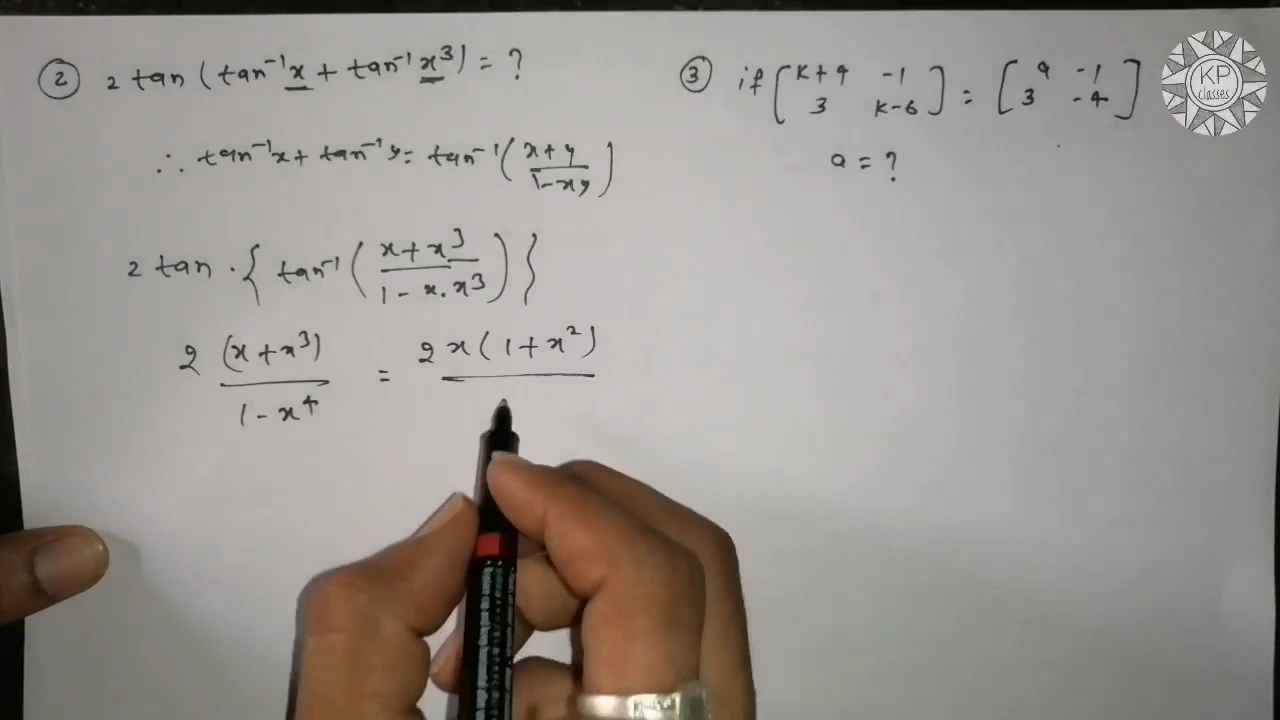 ② 2 tan (tan⁻¹x + tan⁻¹x³) = ?
∴ tan⁻¹x + tan⁻¹y = tan⁻¹((x+y)/(1-xy))
2 tan · { tan⁻¹((x+x³)/(1-x.x³)) }
2 (x+x³)/(1-x⁴) = 2x(1+x²)
③ if [k+4 -1
3 k-6] = [a -1
3 -4]
a = ?
KP
classes